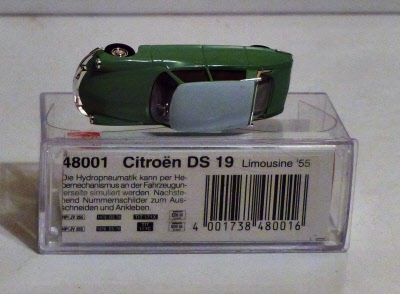 48001 Citroën DS 19 Limousine '55
Die Hydropneumatik kann per He-
bemechanismus an der Fahrzeugun-
terseite simuliert werden. Nachste-
hend Nummernschilder zum Aus-
schneiden und Ankleben.
4 001738 480016